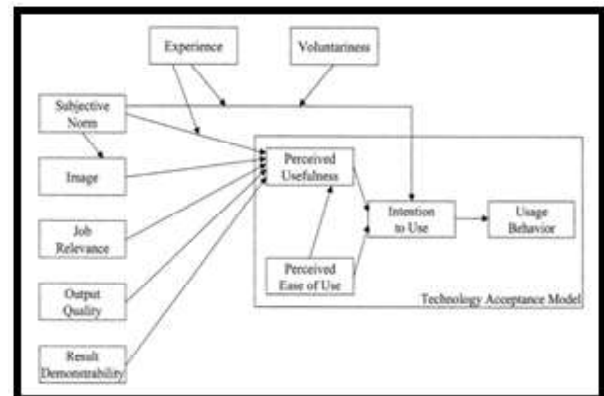 Experience
Voluntariness
Subjective
Norm
Image
Job
Relevance
Output
Quality
Result
Demonstrability
Perceived
Usefulness
Perceived
Ease of Use
Intention
to Use
Usage
Behavior
Technology Acceptance Model